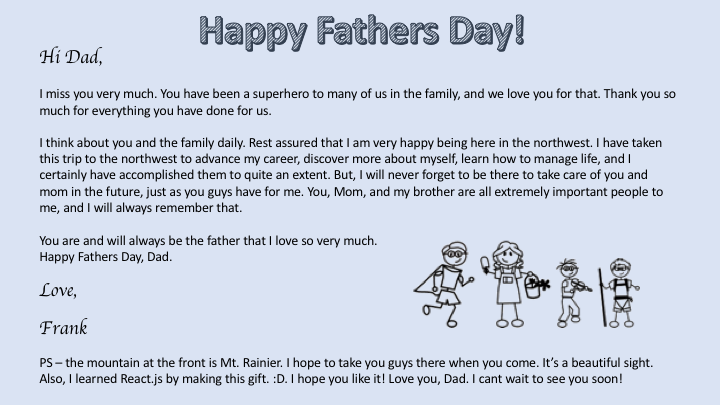 Happy Fathers Day!
Hi Dad,
I miss you very much. You have been a superhero to many of us in the family, and we love you for that. Thank you so
much for everything you have done for us.
I think about you and the family daily. Rest assured that I am very happy being here in the northwest. I have taken
this trip to the northwest to advance my career, discover more about myself, learn how to manage life, and I
certainly have accomplished them to quite an extent. But, I will never forget to be there to take care of you and
mom in the future, just as you guys have for me. You, Mom, and my brother are all extremely important people to
me, and I will always remember that.
You are and will always be the father that I love so very much.
Happy Fathers Day, Dad.
Love,
Frank
PS – the mountain at the front is Mt. Rainier. I hope to take you guys there when you come. It’s a beautiful sight.
Also, I learned React.js by making this gift. :D. I hope you like it! Love you, Dad. I cant wait to see you soon!